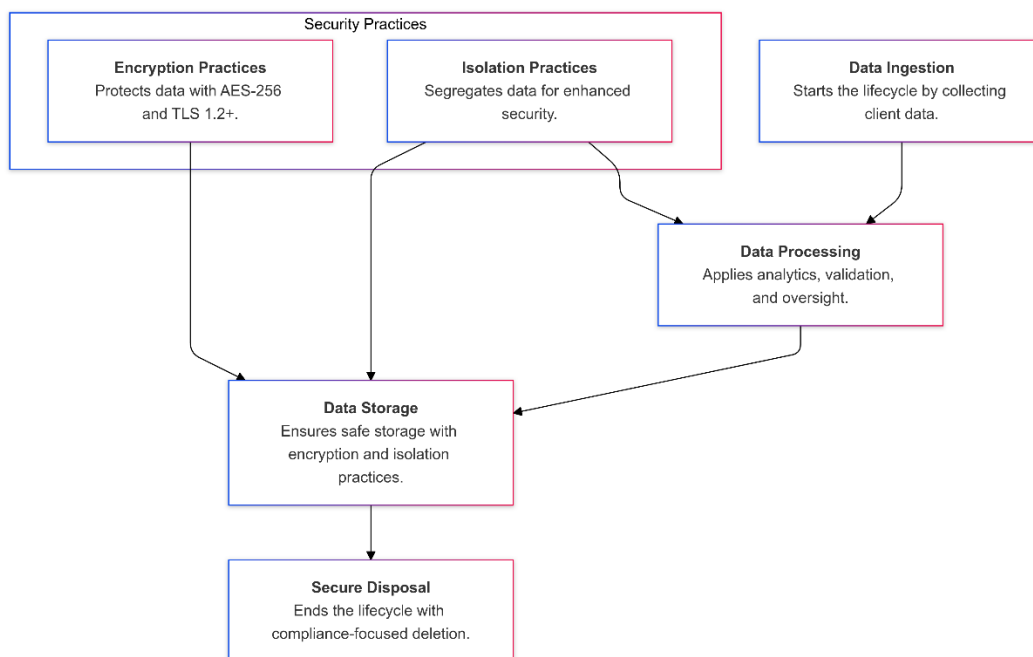 Security Practices
Encryption Practices
Protects data with AES-256
and TLS 1.2+.
Isolation Practices
Segregates data for enhanced
security.
Data Ingestion
Starts the lifecycle by collecting
client data.
Data Processing
Applies analytics, validation,
and oversight.
Data Storage
Ensures safe storage with
encryption and isolation
practices.
Secure Disposal
Ends the lifecycle with
compliance-focused deletion.